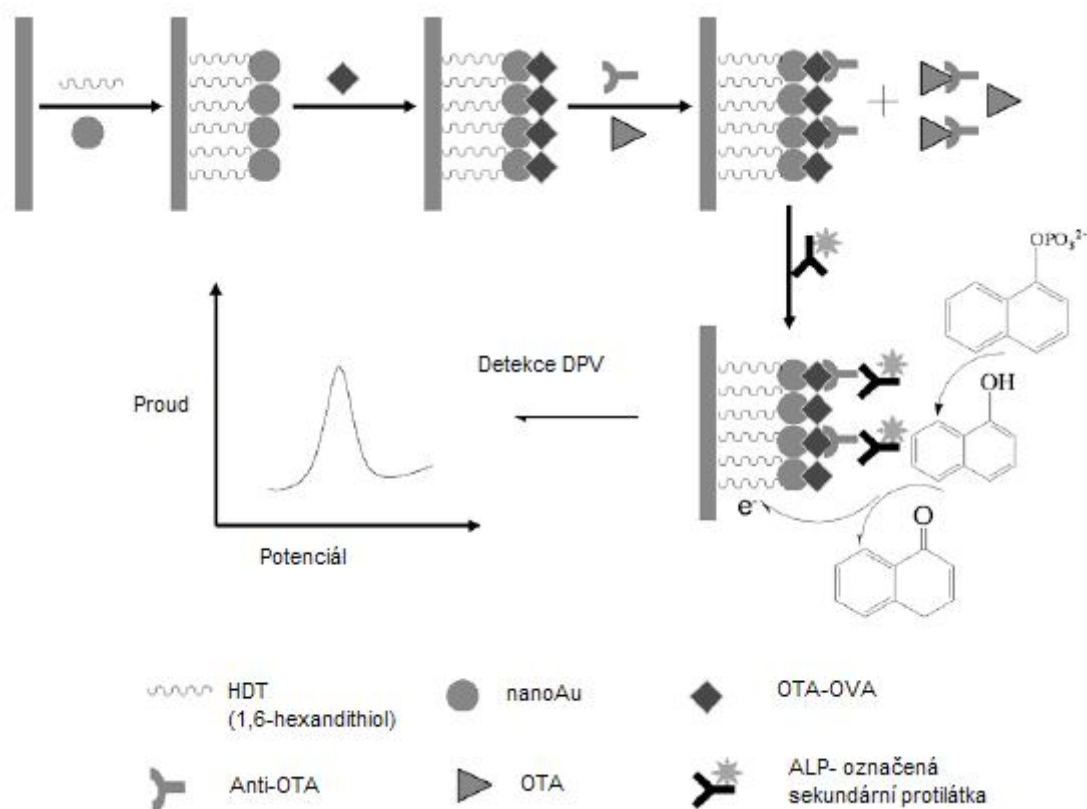 OPO₃²⁻
Detekce DPV
Proud
OH
e⁻
O
Potenciál
HDT
(1,6-hexandithiol)
nanoAu
OTA-OVA
Anti-OTA
OTA
ALP- označená
sekundární protilátka